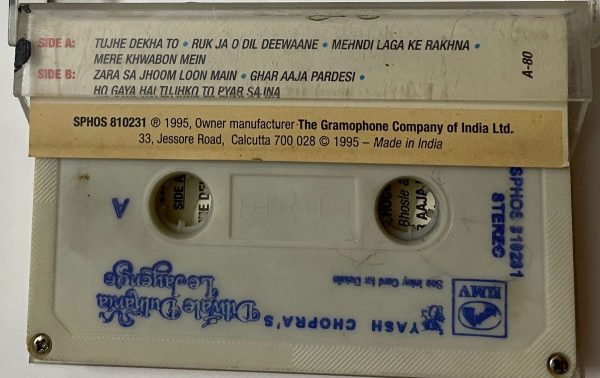 SIDE A: TUJHE DEKHA TO • RUK JA O DIL DEEWAANE • MEHNDI LAGA KE RAKHNA •
MERE KHWABON MEIN
SIDE B: ZARA SA JHOOM LOON MAIN • GHAR AAJA PARDESI •
HO GAYA HAI TUJHKO TO PYAR SAJNA
A-80
SPHOS 810231 ® 1995, Owner manufacturer The Gramophone Company of India Ltd.
33, Jessore Road, Calcutta 700 028 © 1995 – Made in India
A
SIDE A
Bhosle &
R AAJA
SPHOS 810231
STEREO
See Inlay Card for Details
HMV
YASH CHOPRA'S
Dilwale Dulhania
Le Jayenge